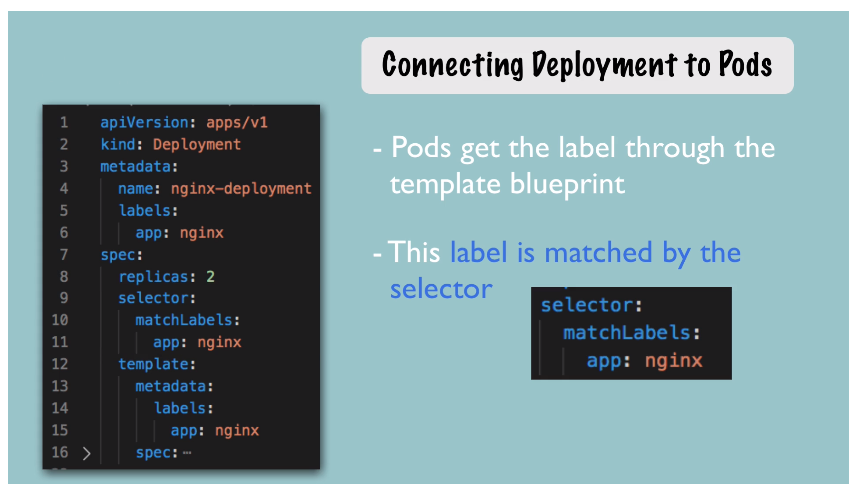 Connecting Deployment to Pods
1 apiVersion: apps/v1
2 kind: Deployment
3 metadata:
4   name: nginx-deployment
5   labels:
6     app: nginx
7 spec:
8   replicas: 2
9   selector:
10     matchLabels:
11       app: nginx
12   template:
13     metadata:
14       labels:
15         app: nginx
16 >     spec:⋯
- Pods get the label through the
template blueprint
- This label is matched by the
selector
selector:
  matchLabels:
    app: nginx